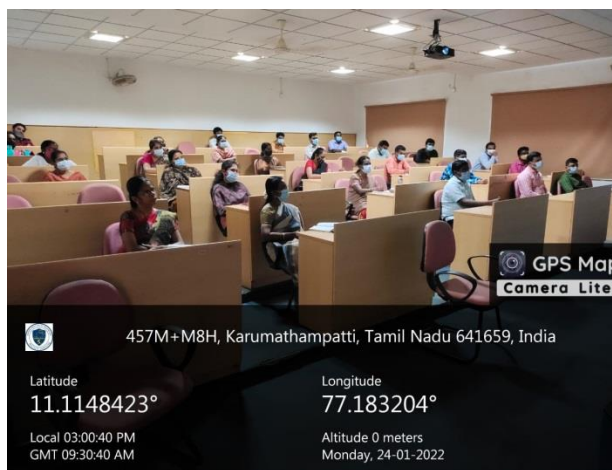 GPS Map
Camera Lite
457M+M8H, Karumathampatti, Tamil Nadu 641659, India
Latitude
11.1148423°
Longitude
77.183204°
Local 03:00:40 PM
GMT 09:30:40 AM
Altitude 0 meters
Monday, 24-01-2022